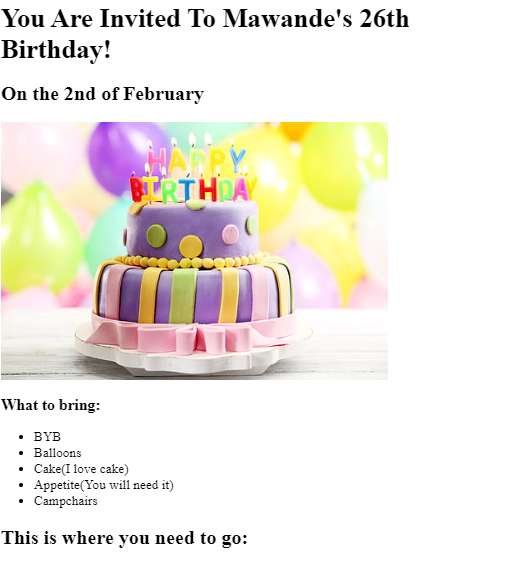 You Are Invited To Mawande's 26th
Birthday!
On the 2nd of February
HAPPY
BIRTHDAY
What to bring:
BYB
Balloons
Cake(I love cake)
Appetite(You will need it)
Campchairs
This is where you need to go: